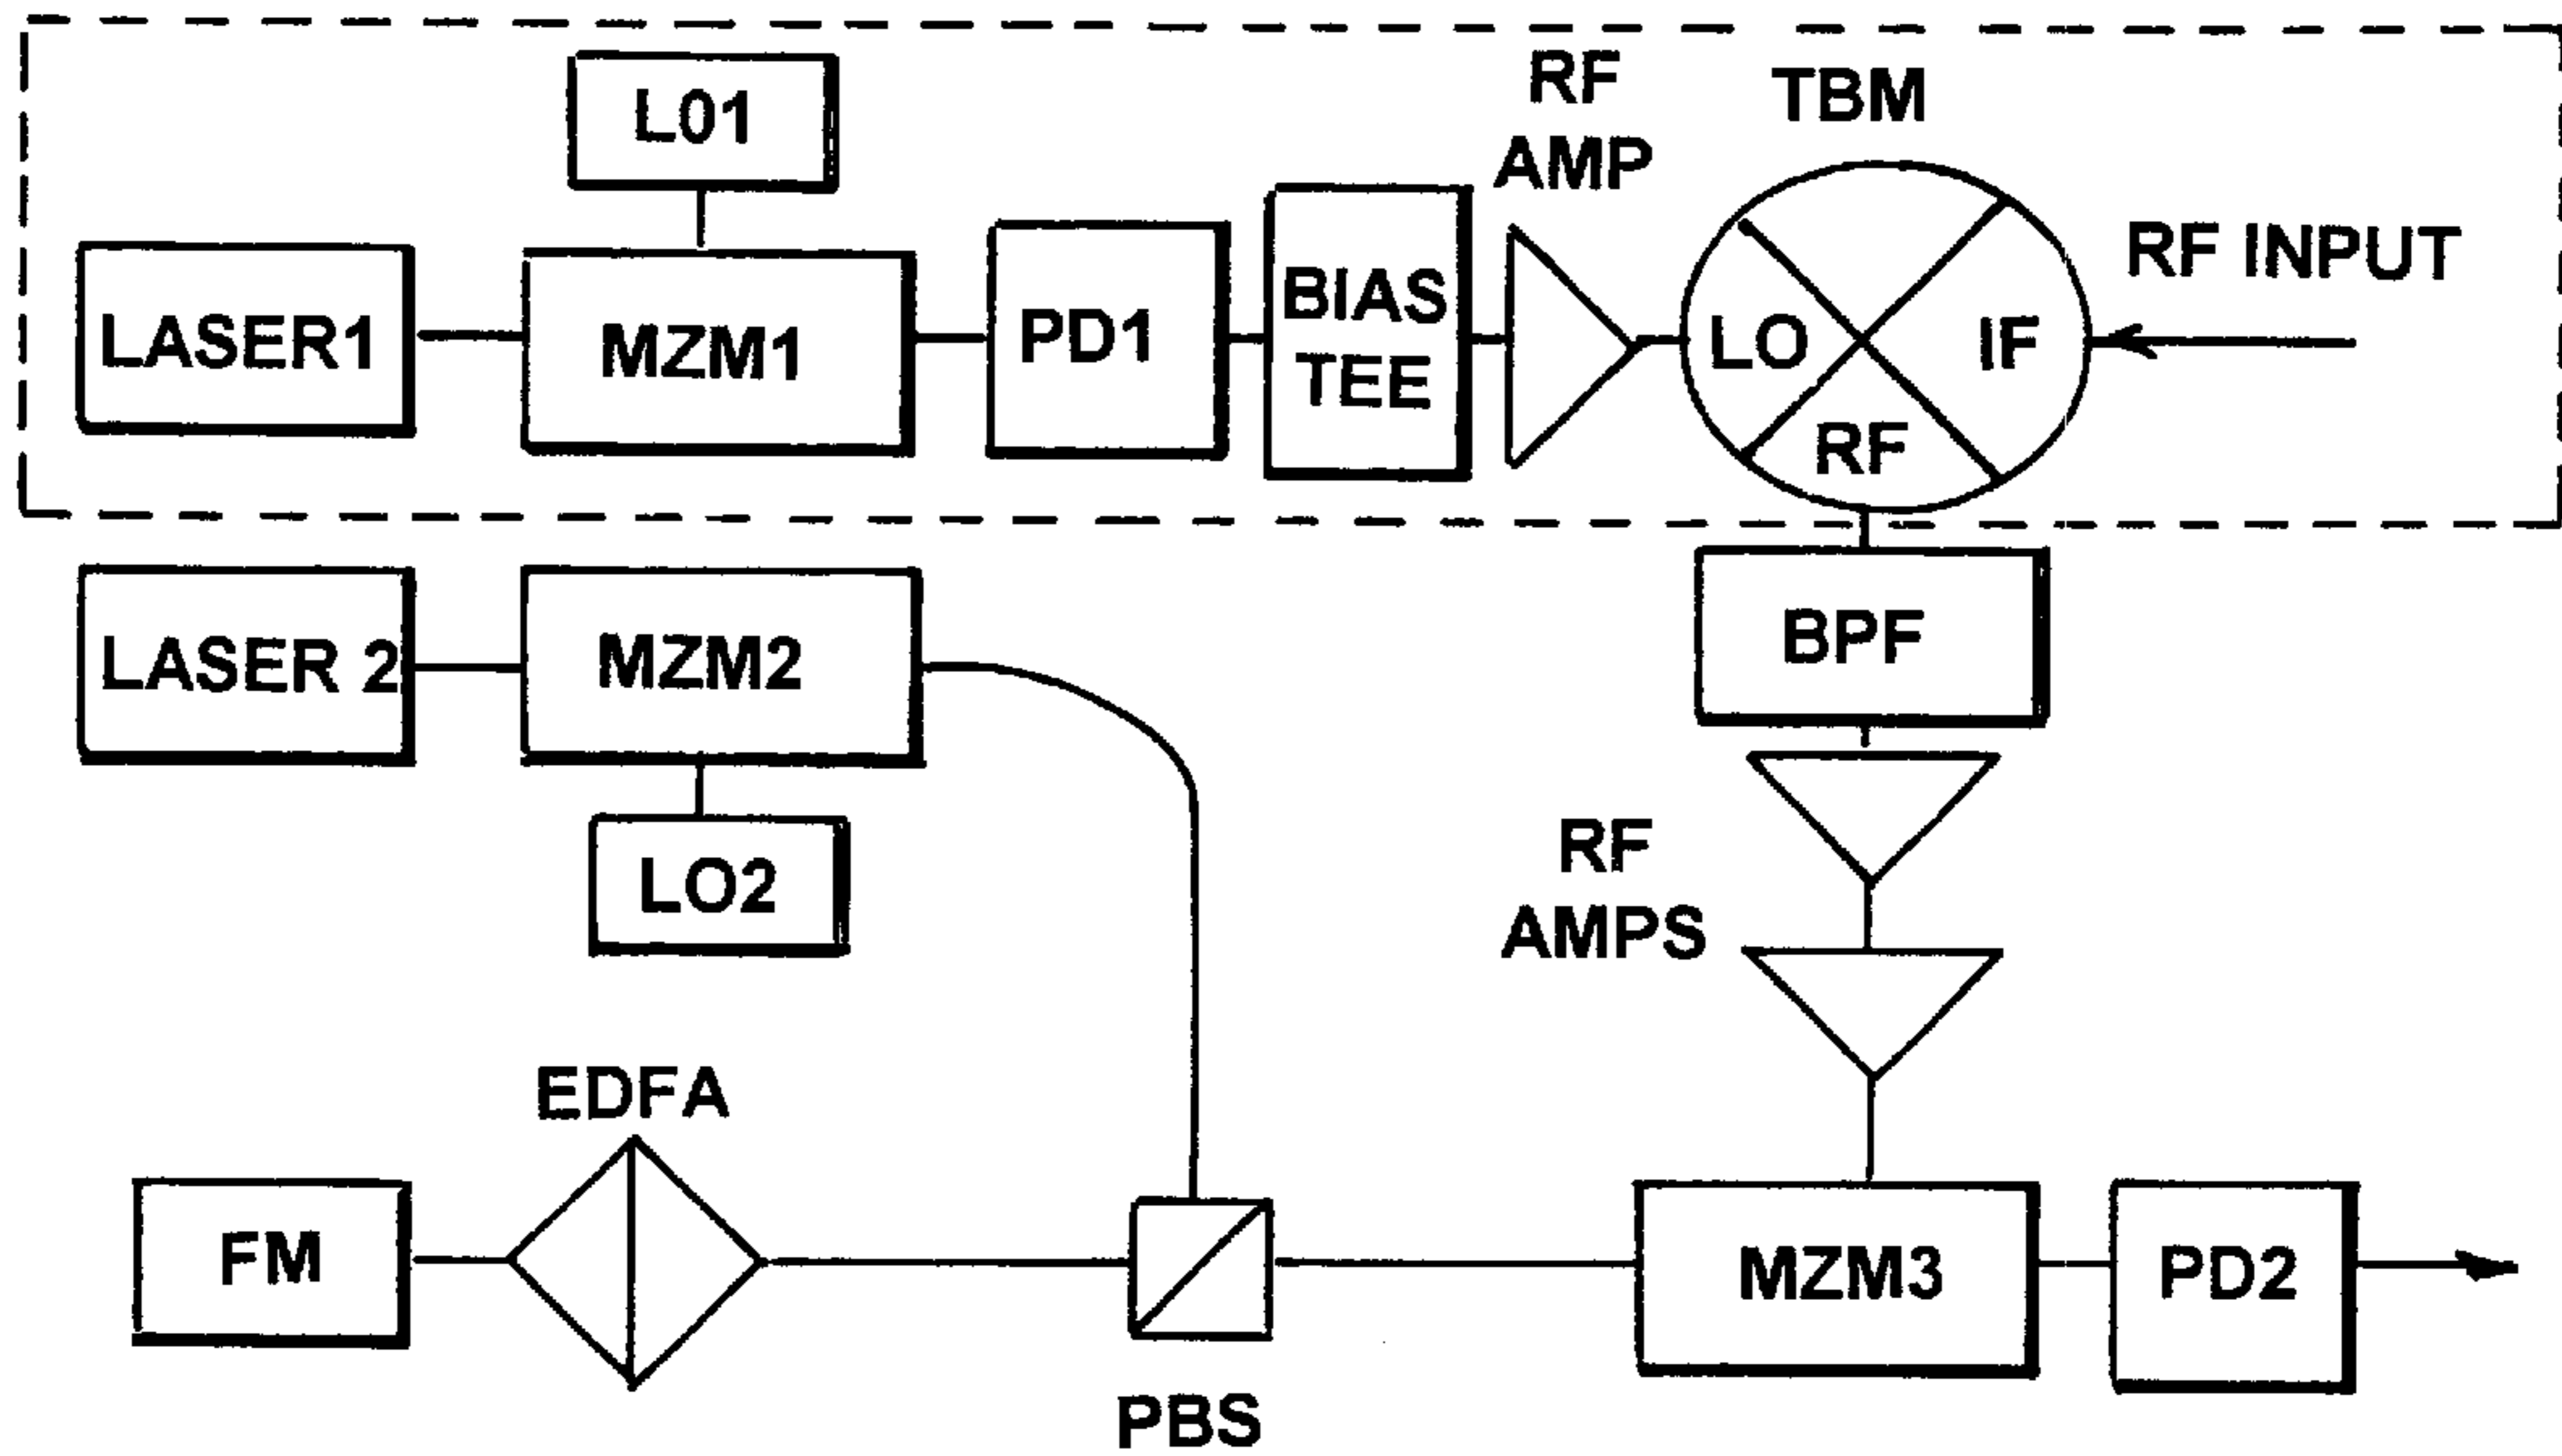 L01
RF
AMP
TBM
LASER1
MZM1
PD1
BIAS
TEE
LO
IF
RF
RF INPUT
LASER 2
MZM2
BPF
LO2
RF
AMPS
EDFA
FM
MZM3
PD2
PBS